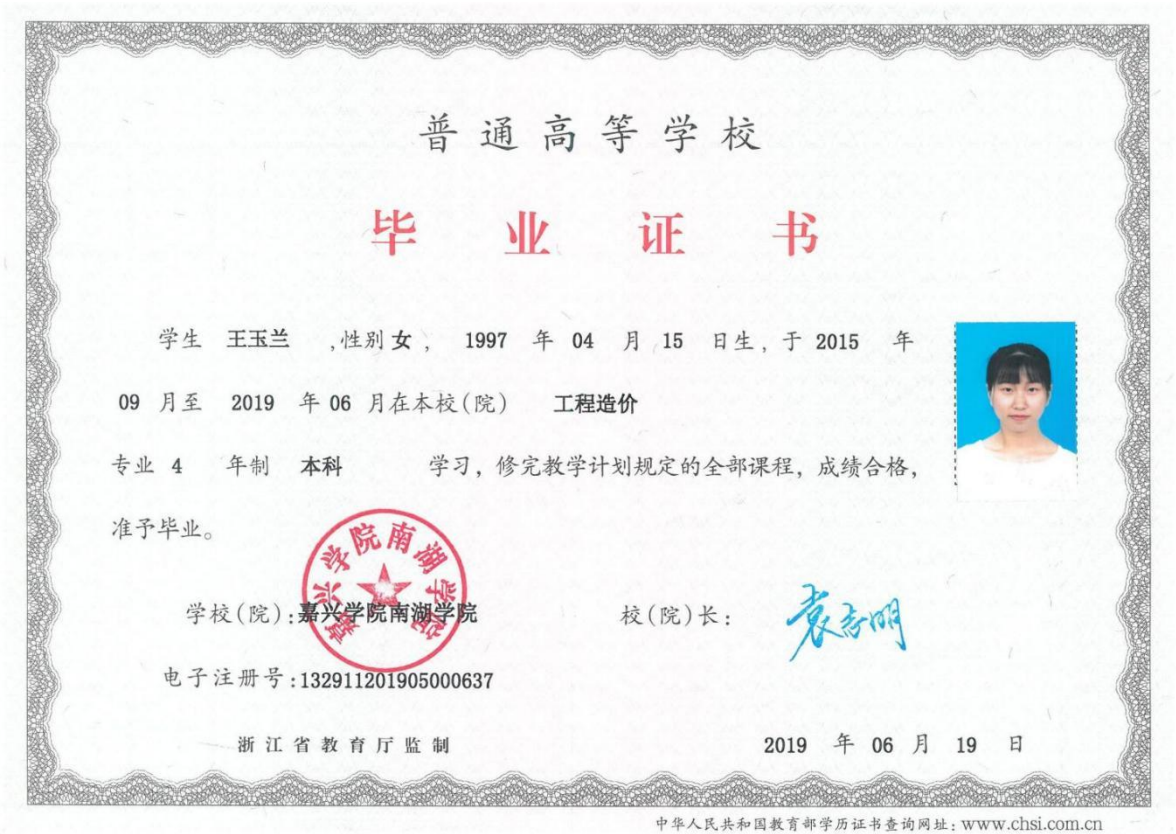 普通高等学校
毕业证书
学生 王玉兰 ,性别 女 , 1997 年 04 月 15 日生, 于 2015 年
09 月至 2019 年 06 月在本校(院) 工程造价
专业 4 年制 本科 学习, 修完教学计划规定的全部课程, 成绩合格,
准予毕业。
嘉兴学院南湖学院
学校(院):嘉兴学院南湖学院 校(院)长: 袁志明
电子注册号:132911201905000637
浙江省教育厅监制 2019 年 06 月 19 日
中华人民共和国教育部学历证书查询网址: www.chsi.com.cn